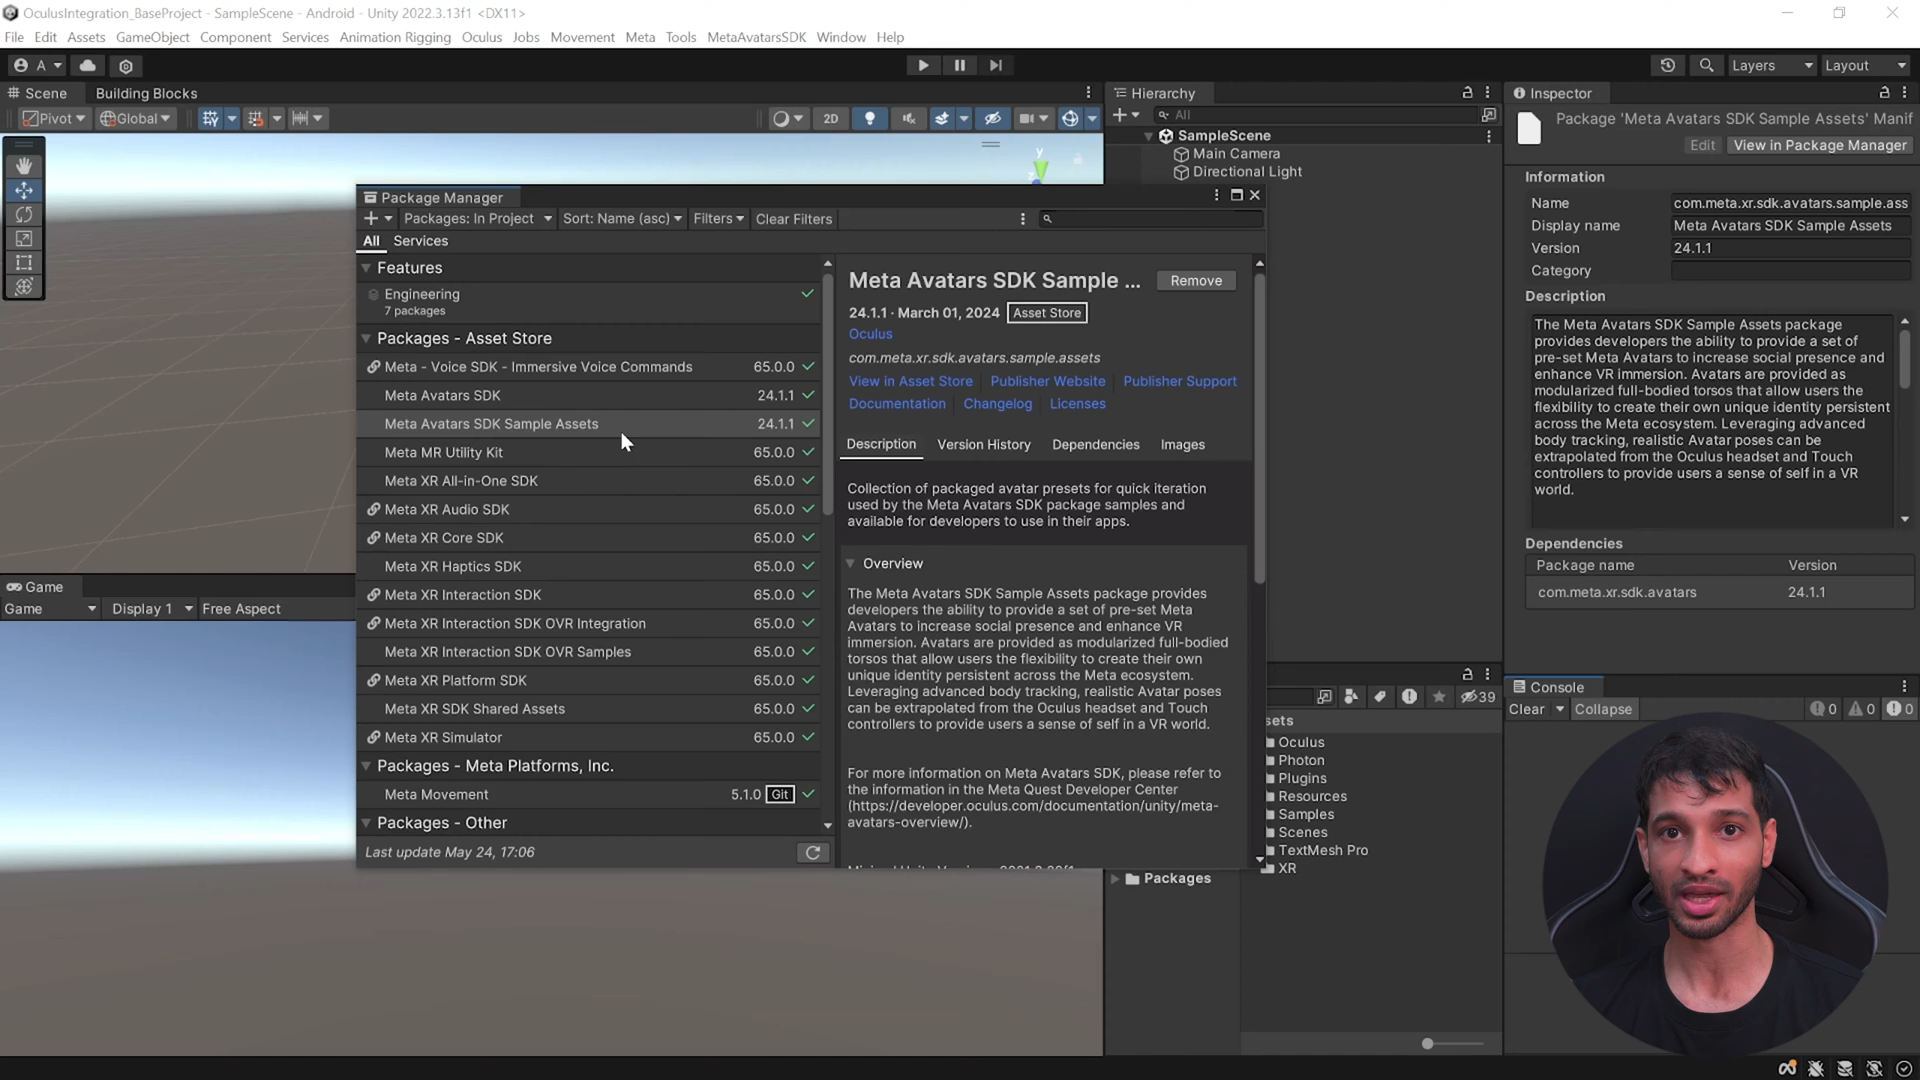 OculusIntegration_BaseProject - SampleScene - Android - Unity 2022.3.13f1 <DX11>
File Edit Assets GameObject Component Services Animation Rigging Oculus Jobs Movement Meta Tools MetaAvatarsSDK Window Help
A
Layers Layout
Scene Building Blocks
Pivot Global 2D
y
z
Hierarchy
All
SampleScene
Main Camera
Directional Light
Package Manager
Packages: In Project Sort: Name (asc) Filters Clear Filters
All Services
Features
Engineering
7 packages
Packages - Asset Store
Meta - Voice SDK - Immersive Voice Commands 65.0.0
Meta Avatars SDK 24.1.1
Meta Avatars SDK Sample Assets 24.1.1
Meta MR Utility Kit 65.0.0
Meta XR All-in-One SDK 65.0.0
Meta XR Audio SDK 65.0.0
Meta XR Core SDK 65.0.0
Meta XR Haptics SDK 65.0.0
Meta XR Interaction SDK 65.0.0
Meta XR Interaction SDK OVR Integration 65.0.0
Meta XR Interaction SDK OVR Samples 65.0.0
Meta XR Platform SDK 65.0.0
Meta XR SDK Shared Assets 65.0.0
Meta XR Simulator 65.0.0
Packages - Meta Platforms, Inc.
Meta Movement 5.1.0 Git
Packages - Other
Last update May 24, 17:06
Meta Avatars SDK Sample ... Remove
24.1.1 · March 01, 2024 Asset Store
Oculus
com.meta.xr.sdk.avatars.sample.assets
View in Asset Store Publisher Website Publisher Support
Documentation Changelog Licenses
Description Version History Dependencies Images
Collection of packaged avatar presets for quick iteration
used by the Meta Avatars SDK package samples and
available for developers to use in their apps.
Overview
The Meta Avatars SDK Sample Assets package provides
developers the ability to provide a set of pre-set Meta
Avatars to increase social presence and enhance VR
immersion. Avatars are provided as modularized full-bodied
torsos that allow users the flexibility to create their own
unique identity persistent across the Meta ecosystem.
Leveraging advanced body tracking, realistic Avatar poses
can be extrapolated from the Oculus headset and Touch
controllers to provide users a sense of self in a VR world.
For more information on Meta Avatars SDK, please refer to
the information in the Meta Quest Developer Center
(https://developer.oculus.com/documentation/unity/meta-
avatars-overview/).
Game
Game Display 1 Free Aspect
39
sets
Oculus
Photon
Plugins
Resources
Samples
Scenes
TextMesh Pro
XR
Packages
Inspector
Package 'Meta Avatars SDK Sample Assets' Manif
Edit View in Package Manager
Information
Name com.meta.xr.sdk.avatars.sample.ass
Display name Meta Avatars SDK Sample Assets
Version 24.1.1
Category
Description
The Meta Avatars SDK Sample Assets package
provides developers the ability to provide a set of
pre-set Meta Avatars to increase social presence and
enhance VR immersion. Avatars are provided as
modularized full-bodied torsos that allow users the
flexibility to create their own unique identity persistent
across the Meta ecosystem. Leveraging advanced
body tracking, realistic Avatar poses can be
extrapolated from the Oculus headset and Touch
controllers to provide users a sense of self in a VR
world.
Dependencies
Package name Version
com.meta.xr.sdk.avatars 24.1.1
Console
Clear Collapse 0 0 0